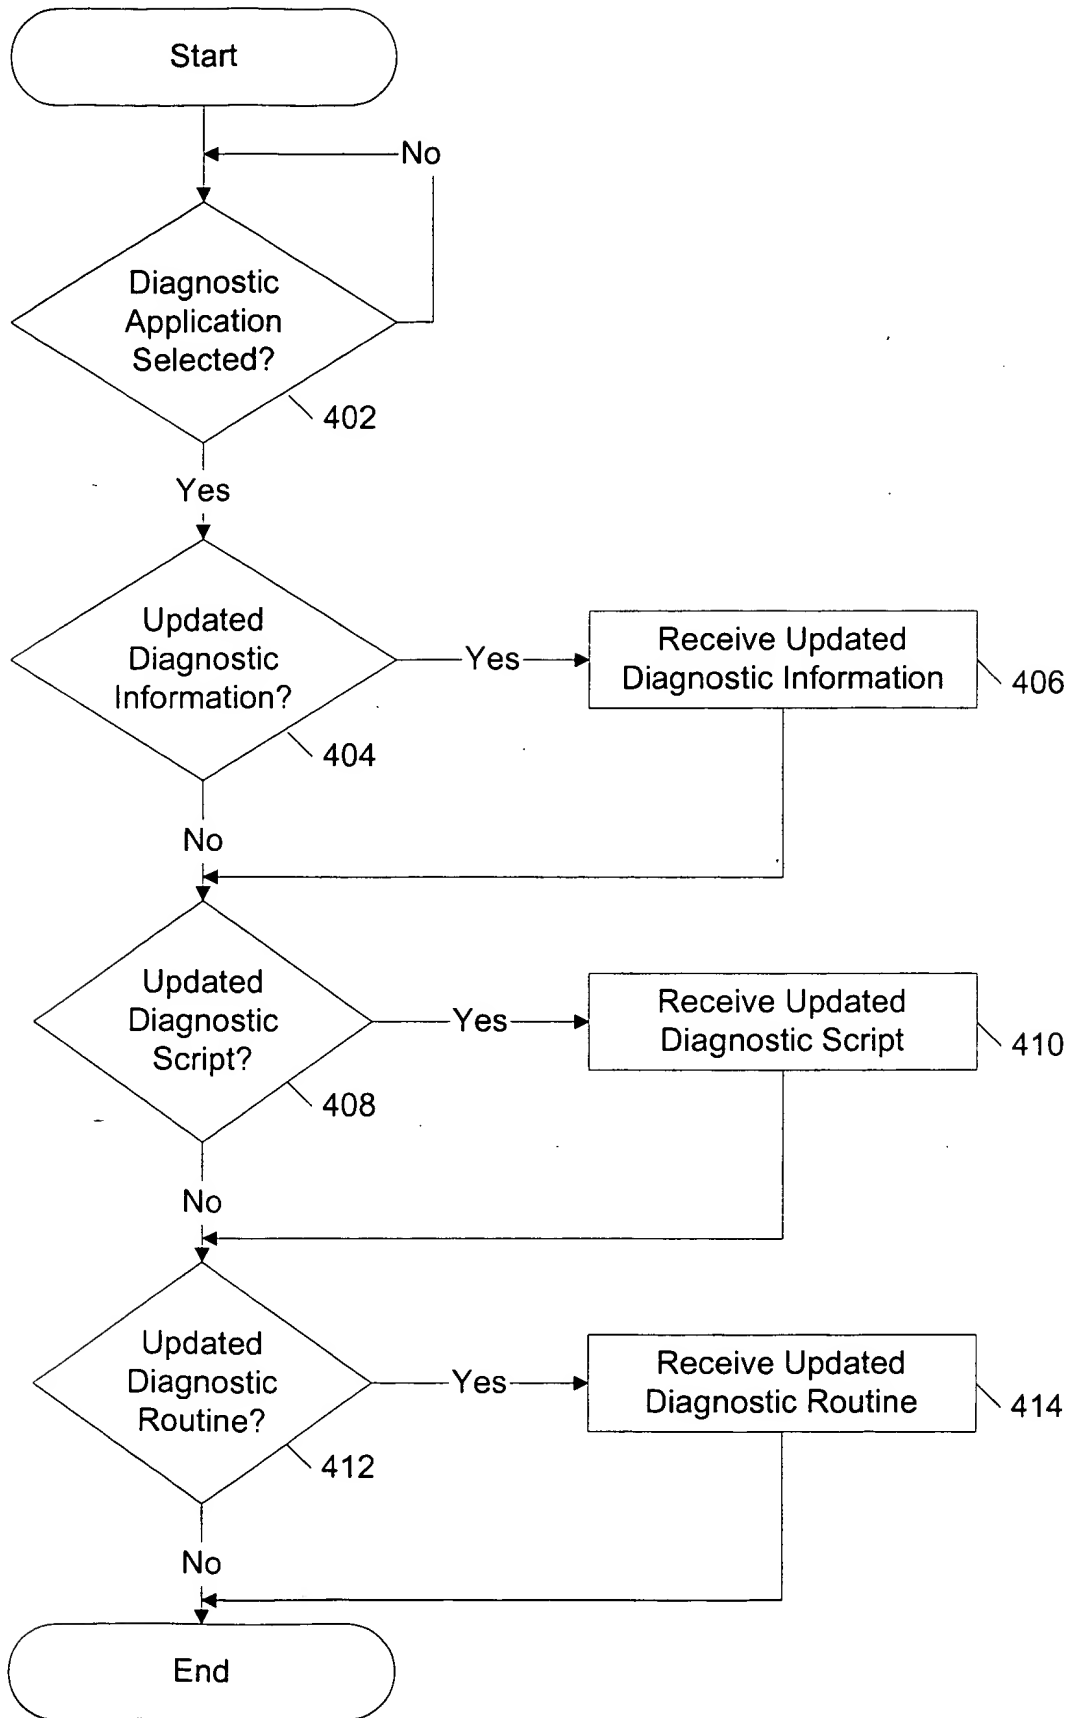 Start
No
Diagnostic
Application
Selected?
402
Yes
Updated
Diagnostic
Information?
404
Yes
Receive Updated
Diagnostic Information
406
No
Updated
Diagnostic
Script?
408
Yes
Receive Updated
Diagnostic Script
410
No
Updated
Diagnostic
Routine?
412
Yes
Receive Updated
Diagnostic Routine
414
No
End